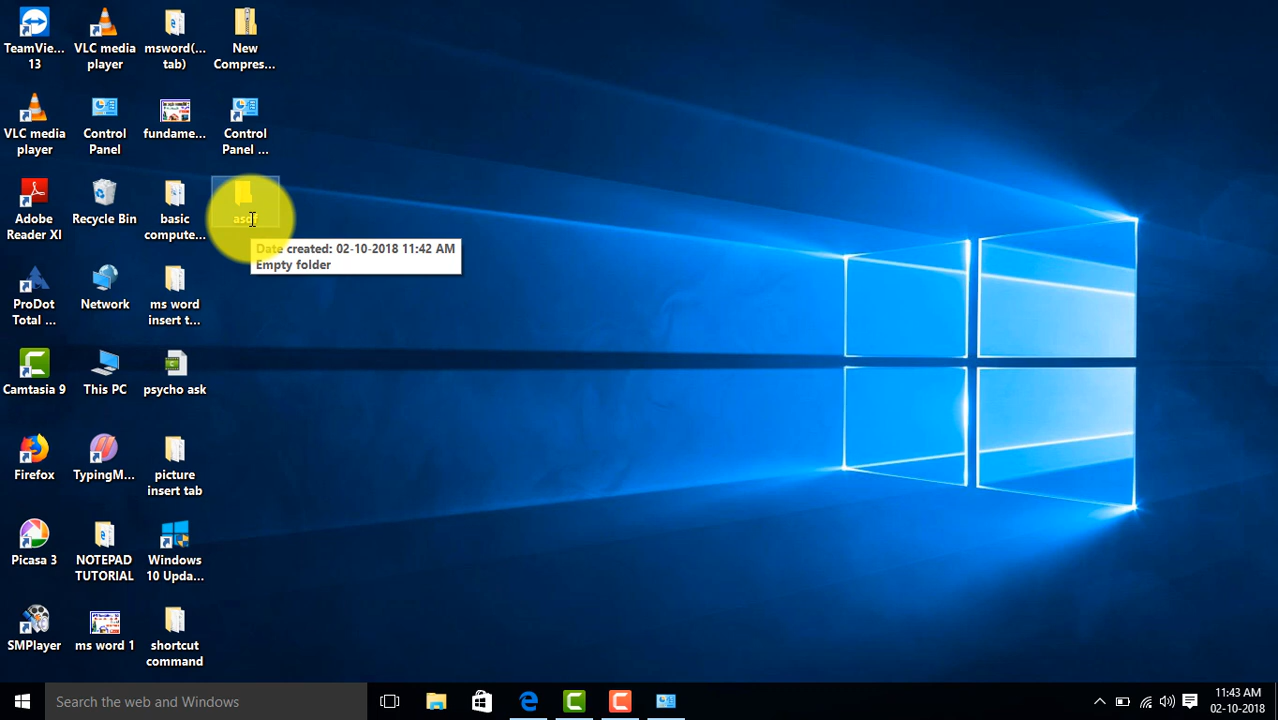 TeamVie...
13
VLC media
player
msword(...
tab)
New
Compres...
VLC media
player
Control
Panel
fundame...
Control
Panel ...
Adobe
Reader XI
Recycle Bin
basic
compute...
asdf
Date created: 02-10-2018 11:42 AM
Empty folder
ProDot
Total ...
Network
ms word
insert t...
Camtasia 9
This PC
psycho ask
Firefox
TypingM...
picture
insert tab
Picasa 3
NOTEPAD
TUTORIAL
Windows
10 Upda...
SMPlayer
ms word 1
shortcut
command
Search the web and Windows
11:43 AM
02-10-2018